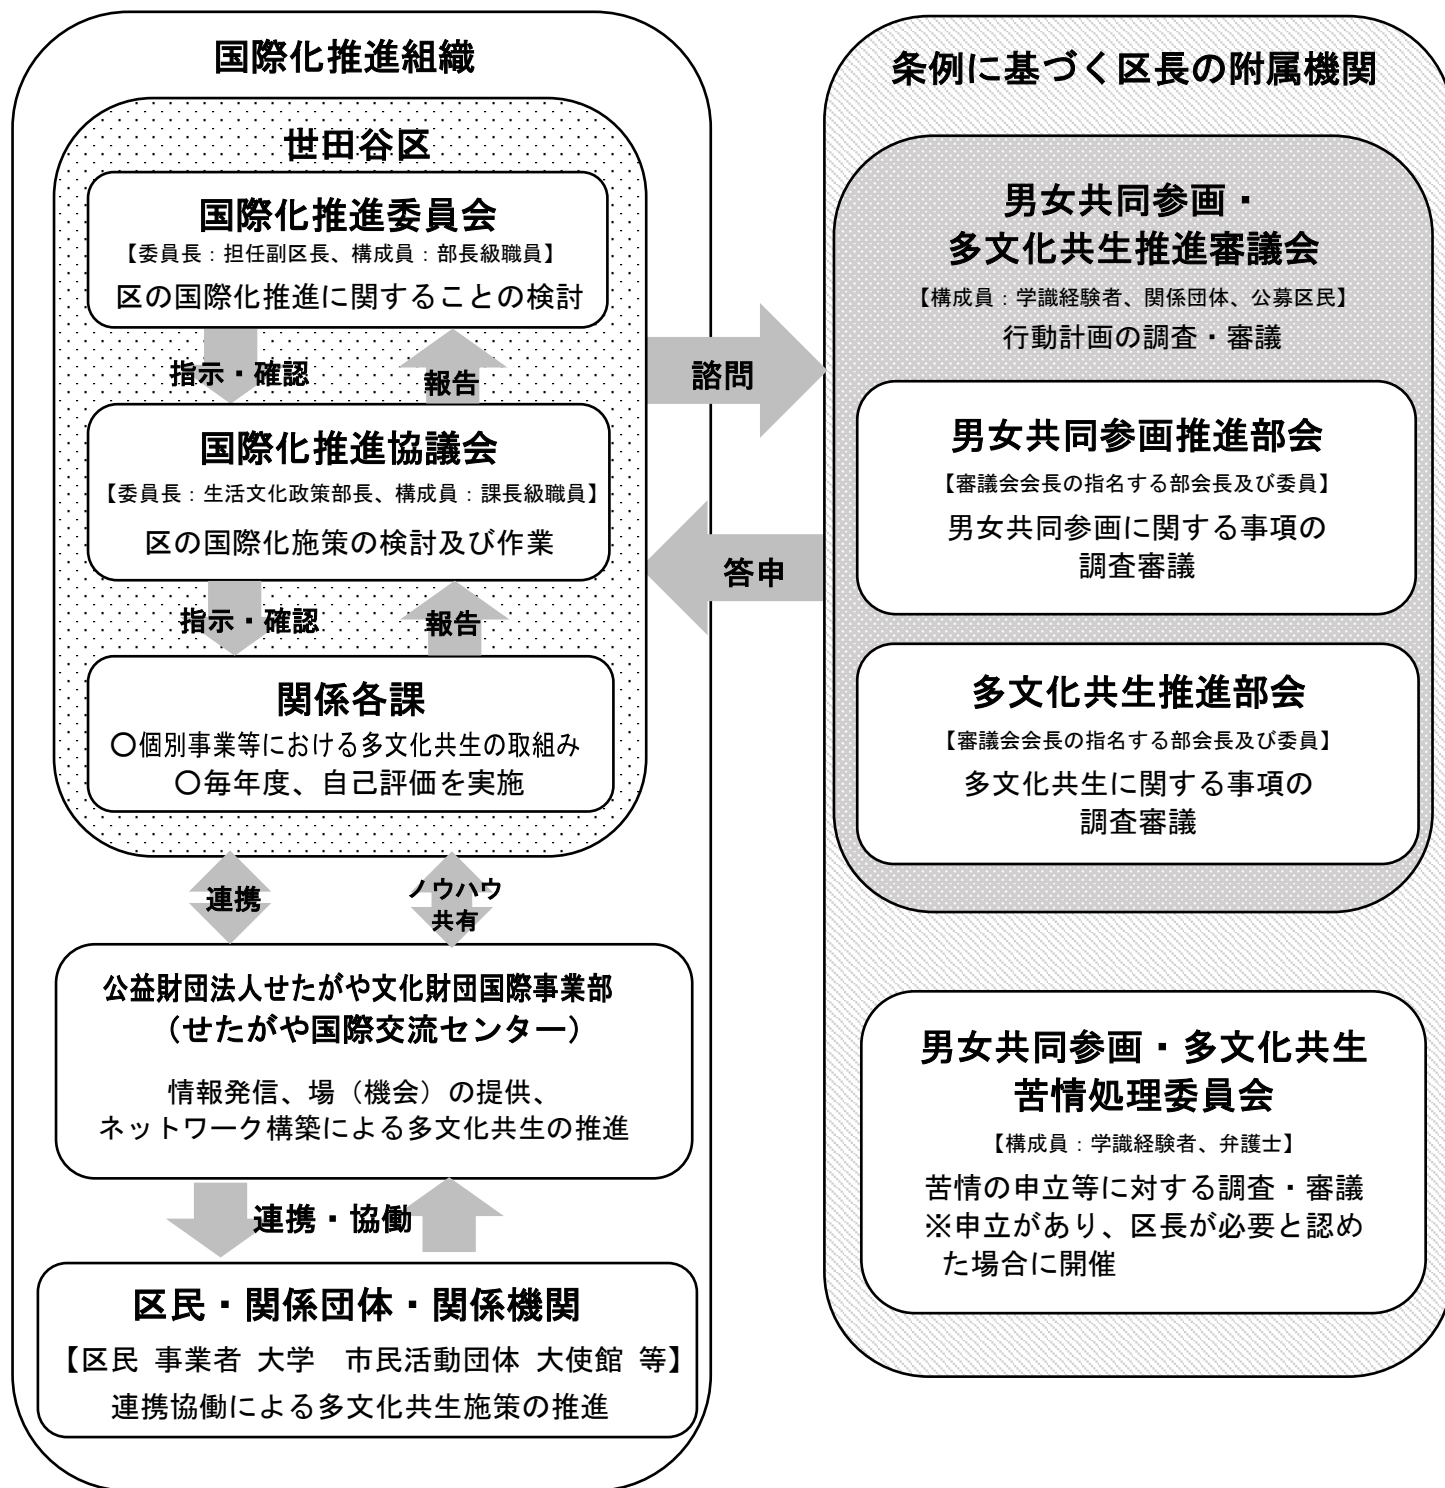 国際化推進組織
世田谷区
国際化推進委員会
【委員長：担任副区長、構成員：部長級職員】
区の国際化推進に関することの検討
指示・確認
報告
国際化推進協議会
【委員長：生活文化政策部長、構成員：課長級職員】
区の国際化施策の検討及び作業
指示・確認
報告
関係各課
〇個別事業等における多文化共生の取組み
〇毎年度、自己評価を実施
連携
ノウハウ
共有
公益財団法人せたがや文化財団国際事業部
（せたがや国際交流センター）
情報発信、場（機会）の提供、
ネットワーク構築による多文化共生の推進
連携・協働
区民・関係団体・関係機関
【区民 事業者 大学　市民活動団体 大使館 等】
連携協働による多文化共生施策の推進
諮問
答申
条例に基づく区長の附属機関
男女共同参画・
多文化共生推進審議会
【構成員：学識経験者、関係団体、公募区民】
行動計画の調査・審議
男女共同参画推進部会
【審議会会長の指名する部会長及び委員】
男女共同参画に関する事項の
調査審議
多文化共生推進部会
【審議会会長の指名する部会長及び委員】
多文化共生に関する事項の
調査審議
男女共同参画・多文化共生
苦情処理委員会
【構成員：学識経験者、弁護士】
苦情の申立等に対する調査・審議
※申立があり、区長が必要と認め
た場合に開催